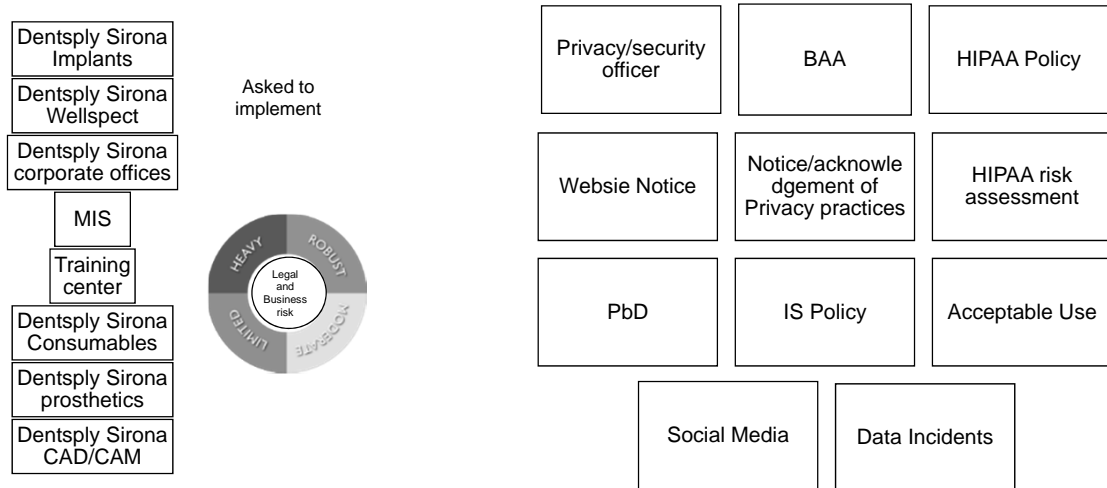 Dentsply Sirona
Implants
Dentsply Sirona
Wellspect
Dentsply Sirona
corporate offices
MIS
Training
center
Dentsply Sirona
Consumables
Dentsply Sirona
prosthetics
Dentsply Sirona
CAD/CAM
Asked to
implement
HEAVY
ROBUST
LIMITED
MODERATE
Legal
and
Business
risk
Privacy/security
officer
BAA
HIPAA Policy
Websie Notice
Notice/acknowle
dgement of
Privacy practices
HIPAA risk
assessment
PbD
IS Policy
Acceptable Use
Social Media
Data Incidents